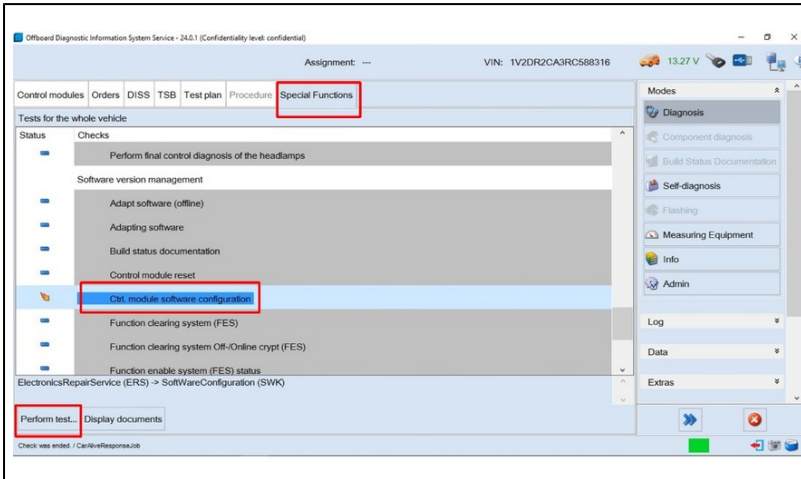 Offboard Diagnostic Information System Service - 24.0.1 (Confidentiality level: confidential)
Assignment: --- VIN: 1V2DR2CA3RC588316 13.27 V
Control modules Orders DISS TSB Test plan Procedure Special Functions
Tests for the whole vehicle
Status Checks
Perform final control diagnosis of the headlamps
Software version management
Adapt software (offline)
Adapting software
Build status documentation
Control module reset
Ctrl. module software configuration
Function clearing system (FES)
Function clearing system Off-/Online crypt (FES)
Function enable system (FES) status
ElectronicsRepairService (ERS) -> SoftWareConfiguration (SWK)
Perform test... Display documents
Check was ended. / CarAliveResponseJob
Modes
Diagnosis
Component diagnosis
Build Status Documentation
Self-diagnosis
Flashing
Measuring Equipment
Info
Admin
Log
Data
Extras